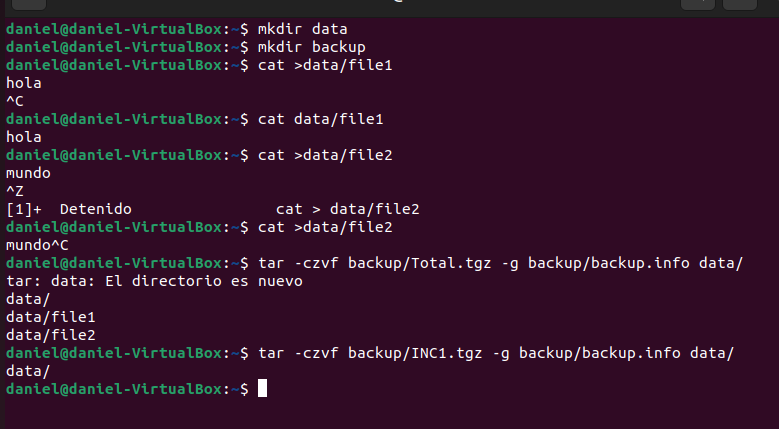 daniel@daniel-VirtualBox:~$ mkdir data
daniel@daniel-VirtualBox:~$ mkdir backup
daniel@daniel-VirtualBox:~$ cat >data/file1
hola
^C
daniel@daniel-VirtualBox:~$ cat data/file1
hola
daniel@daniel-VirtualBox:~$ cat >data/file2
mundo
^Z
[1]+  Detenido                cat > data/file2
daniel@daniel-VirtualBox:~$ cat >data/file2
mundo^C
daniel@daniel-VirtualBox:~$ tar -czvf backup/Total.tgz -g backup/backup.info data/
tar: data: El directorio es nuevo
data/
data/file1
data/file2
daniel@daniel-VirtualBox:~$ tar -czvf backup/INC1.tgz -g backup/backup.info data/
data/
daniel@daniel-VirtualBox:~$